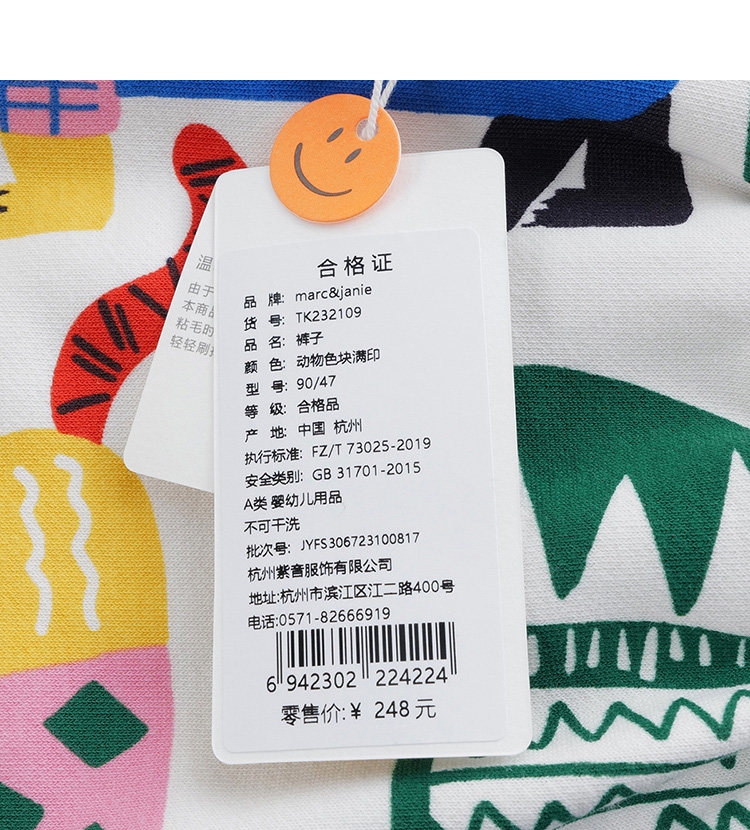 合格证
品 牌: marc&janie
货 号: TK232109
品 名: 裤子
颜 色: 动物色块满印
型 号: 90/47
等 级: 合格品
产 地: 中国 杭州
执行标准: FZ/T 73025-2019
安全类别: GB 31701-2015
A类 婴幼儿用品
不可干洗
批次号: JYFS306723100817
杭州紫音服饰有限公司
地址:杭州市滨江区江二路400号
电话:0571-82666919
6 942302 224224
零售价:¥ 248 元
温
由于
本商品
粘毛时
轻轻刷